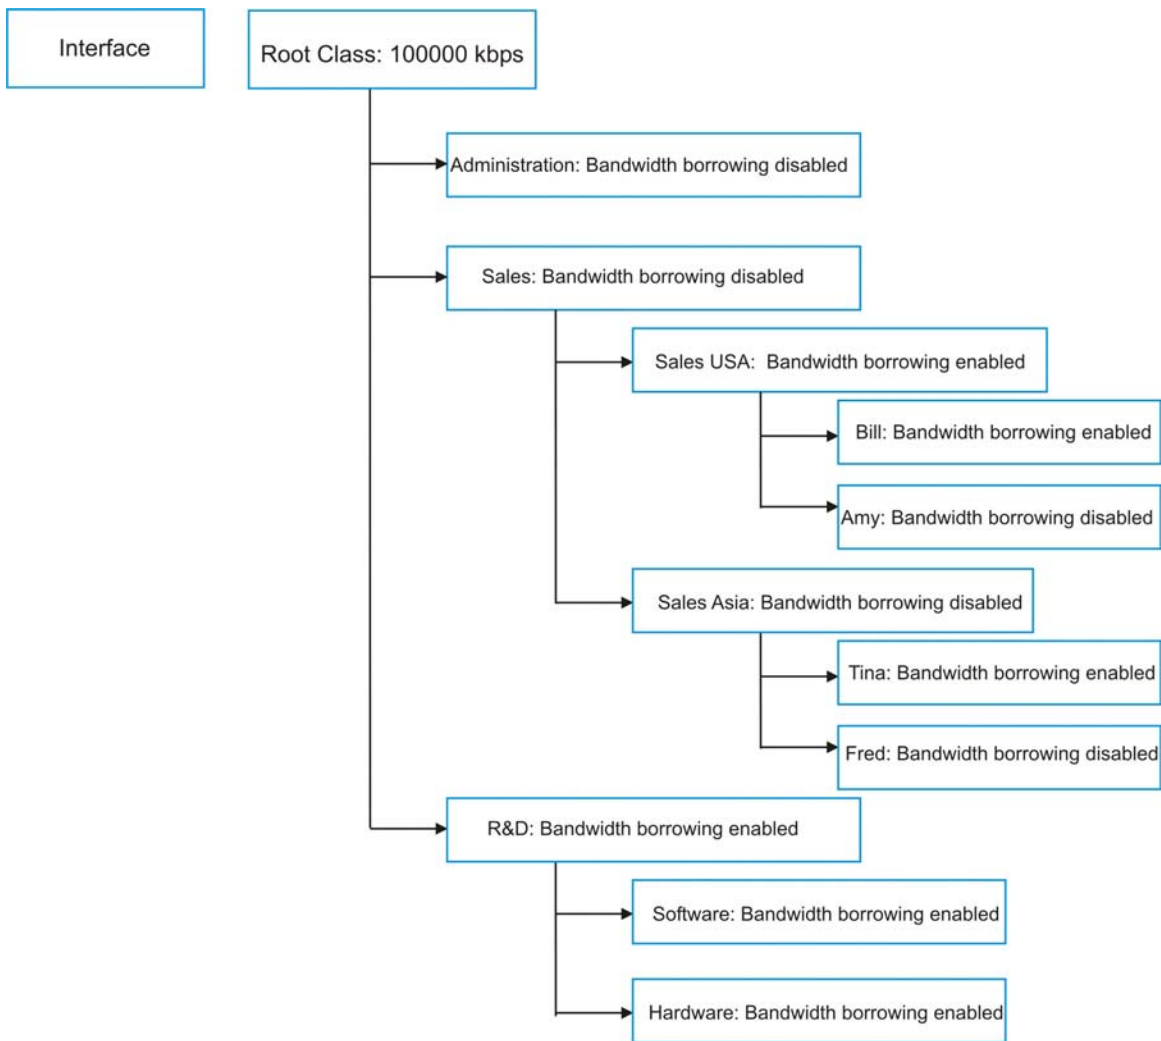 Interface
Root Class: 100000 kbps
Administration: Bandwidth borrowing disabled
Sales: Bandwidth borrowing disabled
Sales USA:  Bandwidth borrowing enabled
Bill: Bandwidth borrowing enabled
Amy: Bandwidth borrowing disabled
Sales Asia: Bandwidth borrowing disabled
Tina: Bandwidth borrowing enabled
Fred: Bandwidth borrowing disabled
R&D: Bandwidth borrowing enabled
Software: Bandwidth borrowing enabled
Hardware: Bandwidth borrowing enabled